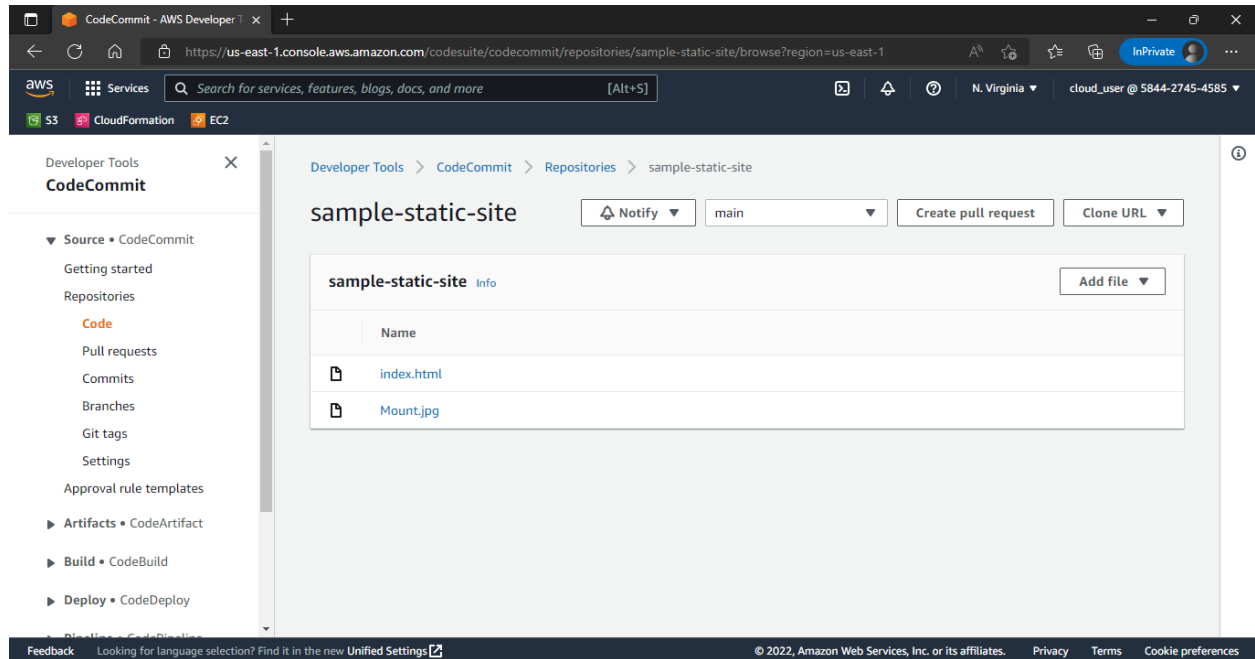 CodeCommit - AWS Developer T
https://us-east-1.console.aws.amazon.com/codesuite/codecommit/repositories/sample-static-site/browse?region=us-east-1
InPrivate
aws Services Search for services, features, blogs, docs, and more [Alt+S] N. Virginia ▼ cloud_user @ 5844-2745-4585 ▼
S3 CloudFormation EC2
Developer Tools
CodeCommit
Source • CodeCommit
Getting started
Repositories
Code
Pull requests
Commits
Branches
Git tags
Settings
Approval rule templates
Artifacts • CodeArtifact
Build • CodeBuild
Deploy • CodeDeploy
Pipeline • CodePipeline
Developer Tools > CodeCommit > Repositories > sample-static-site
sample-static-site Notify ▼ main ▼ Create pull request Clone URL ▼
sample-static-site Info Add file ▼
Name
index.html
Mount.jpg
Feedback Looking for language selection? Find it in the new Unified Settings © 2022, Amazon Web Services, Inc. or its affiliates. Privacy Terms Cookie preferences